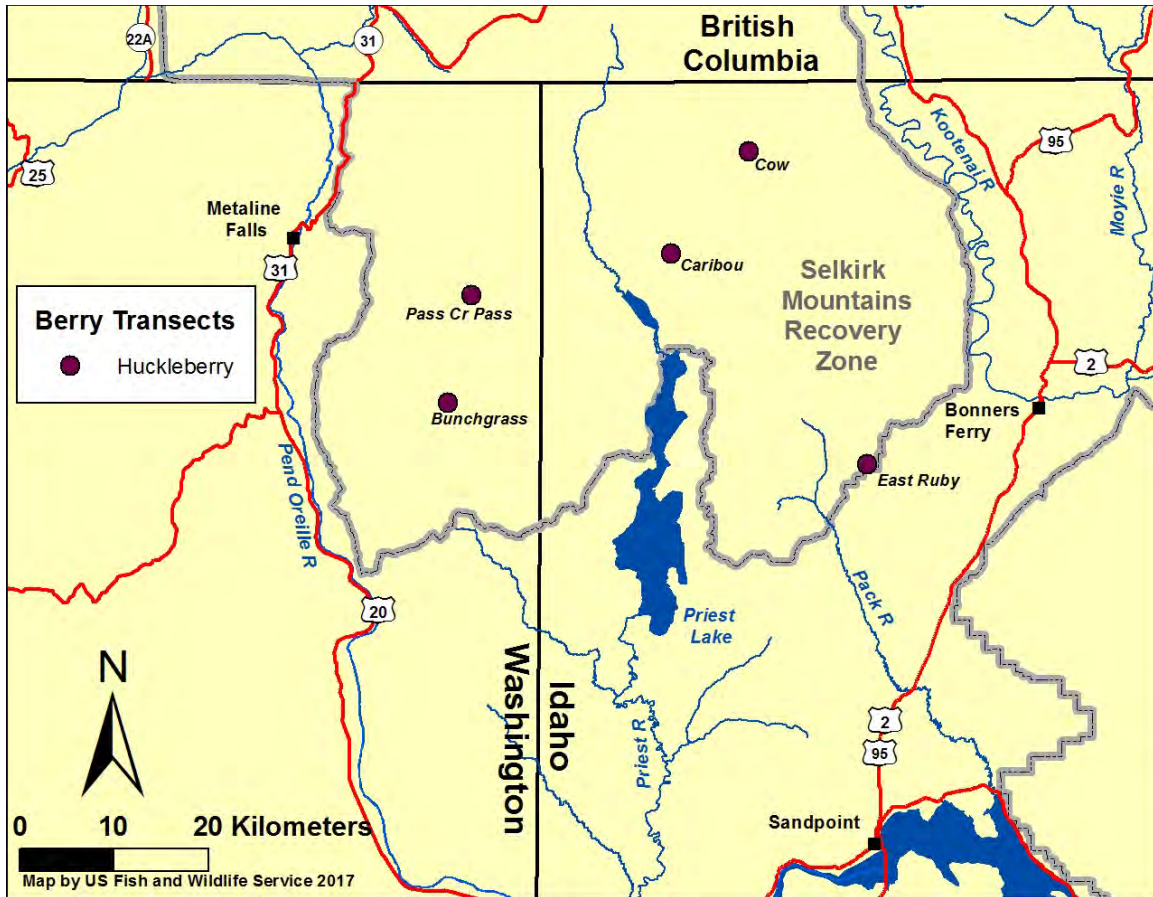 British
Columbia
22A
31
Kootenai R
95
Cow
25
Moyie R
Metaline
Falls
31
Caribou
Selkirk
Mountains
Recovery
Zone
Pass Cr Pass
Berry Transects
Huckleberry
2
Bunchgrass
Bonners
Ferry
Pend Oreille R
East Ruby
20
Pack R
Priest
Lake
N
Washington
Idaho
2
95
Priest R
0 10 20 Kilometers
Sandpoint
Map by US Fish and Wildlife Service 2017